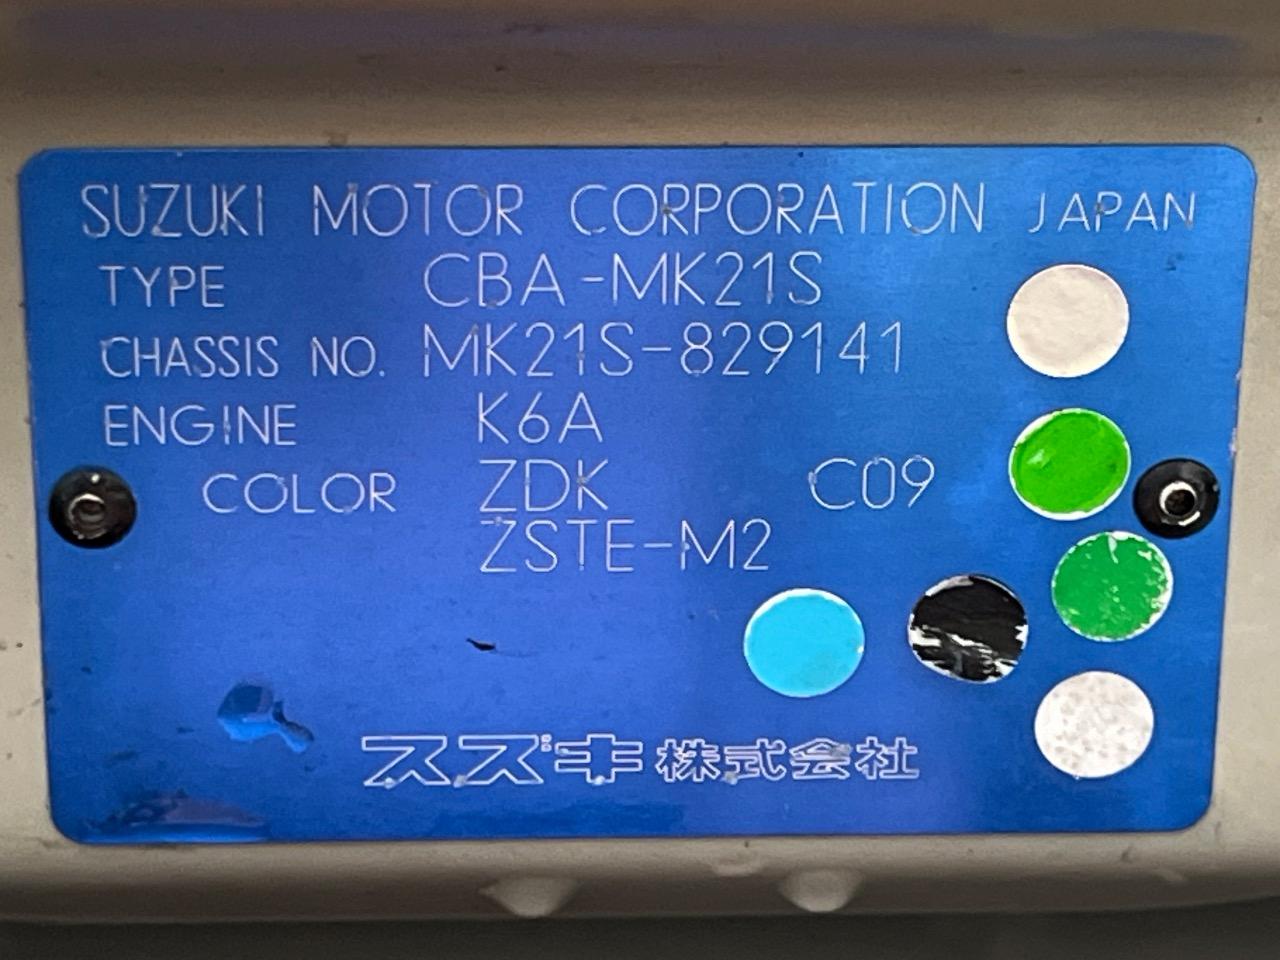 SUZUKI MOTOR CORPORATION JAPAN
TYPE CBA-MK21S
CHASSIS NO. MK21S-829141
ENGINE K6A
COLOR ZDK C09
ZSTE-M2
スズキ株式会社